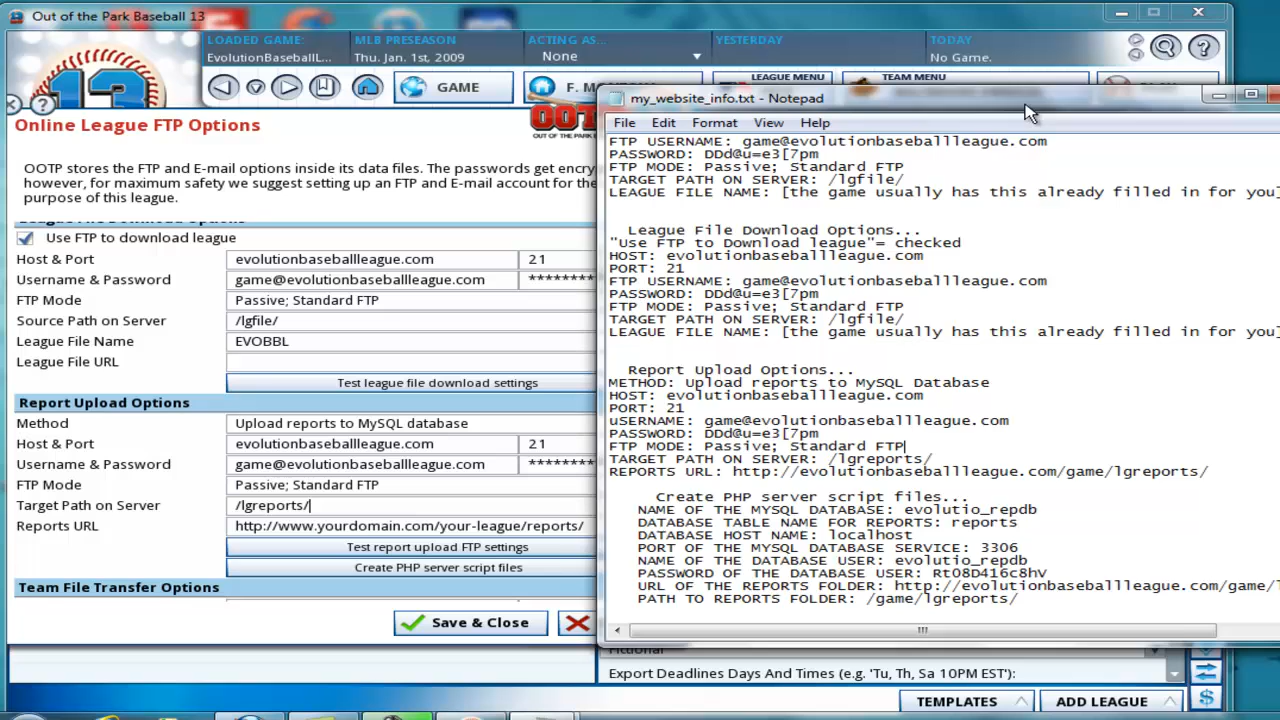 Out of the Park Baseball 13
LOADED GAME:
EvolutionBaseballL...
MLB PRESEASON
Thu. Jan. 1st, 2009
ACTING AS...
None
YESTERDAY
TODAY
No Game.
13
GAME
F. M
LEAGUE MENU
TEAM MENU
Online League FTP Options
OOTP stores the FTP and E-mail options inside its data files. The passwords get encry
however, for maximum safety we suggest setting up an FTP and E-mail account for the
purpose of this league.
League File Download Options
Use FTP to download league
Host & Port evolutionbaseballleague.com 21
Username & Password game@evolutionbaseballleague.com ********
FTP Mode Passive; Standard FTP
Source Path on Server /lgfile/
League File Name EVOBBL
League File URL
Test league file download settings
Report Upload Options
Method Upload reports to MySQL database
Host & Port evolutionbaseballleague.com 21
Username & Password game@evolutionbaseballleague.com ********
FTP Mode Passive; Standard FTP
Target Path on Server /lgreports/
Reports URL http://www.yourdomain.com/your-league/reports/
Test report upload FTP settings
Create PHP server script files
Team File Transfer Options
Save & Close
my_website_info.txt - Notepad
File Edit Format View Help
FTP USERNAME: game@evolutionbaseballleague.com
PASSWORD: DDd@u=e3[7pm
FTP MODE: Passive; Standard FTP
TARGET PATH ON SERVER: /lgfile/
LEAGUE FILE NAME: [the game usually has this already filled in for you]
League File Download Options...
"Use FTP to Download league"= checked
HOST: evolutionbaseballleague.com
PORT: 21
FTP USERNAME: game@evolutionbaseballleague.com
PASSWORD: DDd@u=e3[7pm
FTP MODE: Passive; Standard FTP
TARGET PATH ON SERVER: /lgfile/
LEAGUE FILE NAME: [the game usually has this already filled in for you]
Report Upload Options...
METHOD: Upload reports to MySQL Database
HOST: evolutionbaseballleague.com
PORT: 21
uSERNAME: game@evolutionbaseballleague.com
PASSWORD: DDd@u=e3[7pm
FTP MODE: Passive; Standard FTP
TARGET PATH ON SERVER: /lgreports/
REPORTS URL: http://evolutionbaseballleague.com/game/lgreports/
Create PHP server script files...
NAME OF THE MYSQL DATABASE: evolutio_repdb
DATABASE TABLE NAME FOR REPORTS: reports
DATABASE HOST NAME: localhost
PORT OF THE MYSQL DATABASE SERVICE: 3306
NAME OF THE DATABASE USER: evolutio_repdb
PASSWORD OF THE DATABASE USER: Rt08D416c8hV
URL OF THE REPORTS FOLDER: http://evolutionbaseballleague.com/game/l
PATH TO REPORTS FOLDER: /game/lgreports/
Fictional
Export Deadlines Days And Times (e.g. 'Tu, Th, Sa 10PM EST'):
TEMPLATES
ADD LEAGUE